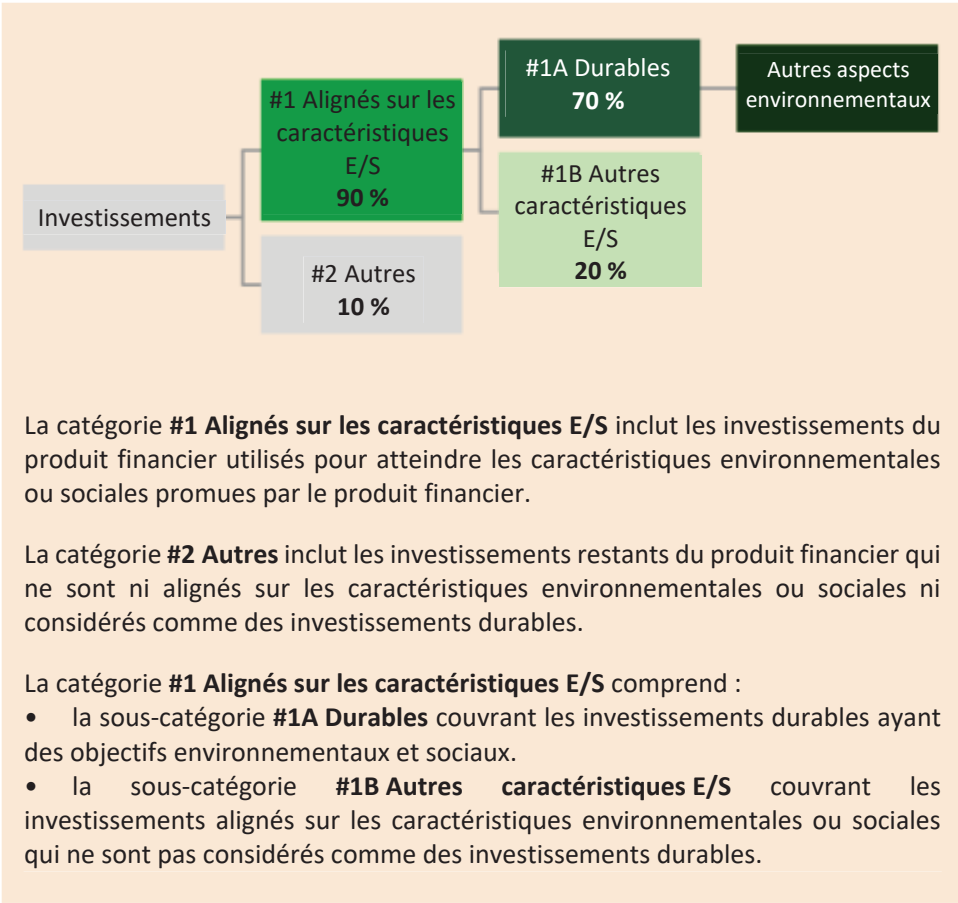 Investissements
#1 Alignés sur les
caractéristiques
E/S
90 %
#2 Autres
10 %
#1A Durables
70 %
#1B Autres
caractéristiques
E/S
20 %
Autres aspects
environnementaux
La catégorie #1 Alignés sur les caractéristiques E/S inclut les investissements du
produit financier utilisés pour atteindre les caractéristiques environnementales
ou sociales promues par le produit financier.
La catégorie #2 Autres inclut les investissements restants du produit financier qui
ne sont ni alignés sur les caractéristiques environnementales ou sociales ni
considérés comme des investissements durables.
La catégorie #1 Alignés sur les caractéristiques E/S comprend :
• la sous-catégorie #1A Durables couvrant les investissements durables ayant
des objectifs environnementaux et sociaux.
• la sous-catégorie #1B Autres caractéristiques E/S couvrant les
investissements alignés sur les caractéristiques environnementales ou sociales
qui ne sont pas considérés comme des investissements durables.